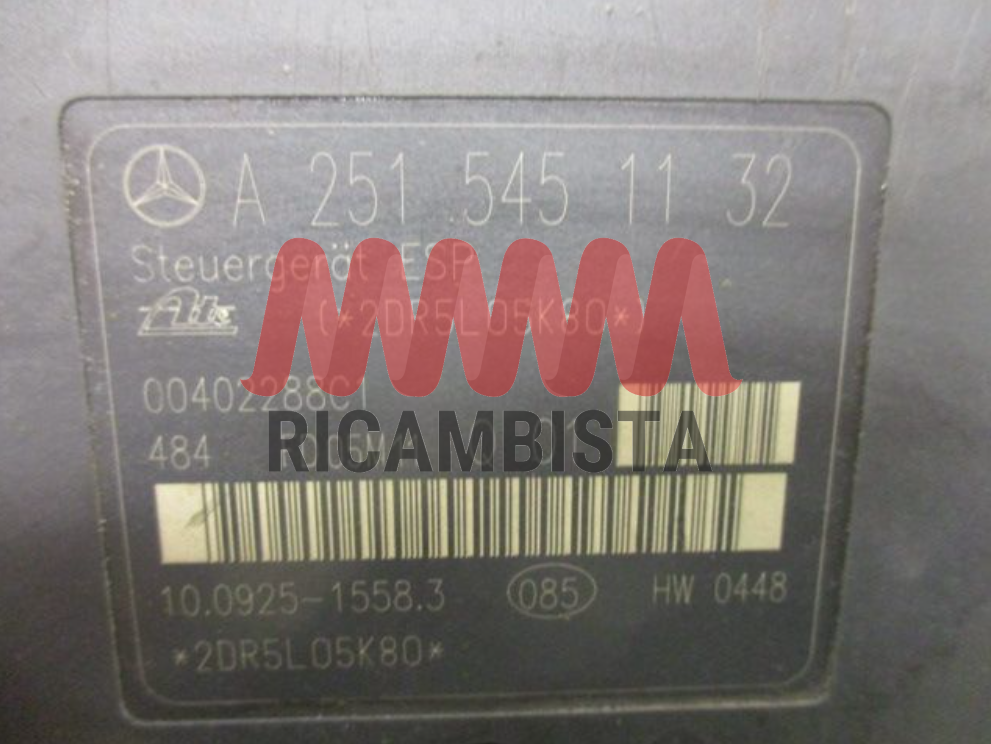 A 251 545 11 32
Steuergerät ESP
Ate (*2DR5L05K80*)
00402288C1
484
RICAMBISTA
10.0925-1558.3 085 HW 0448
*2DR5L05K80*